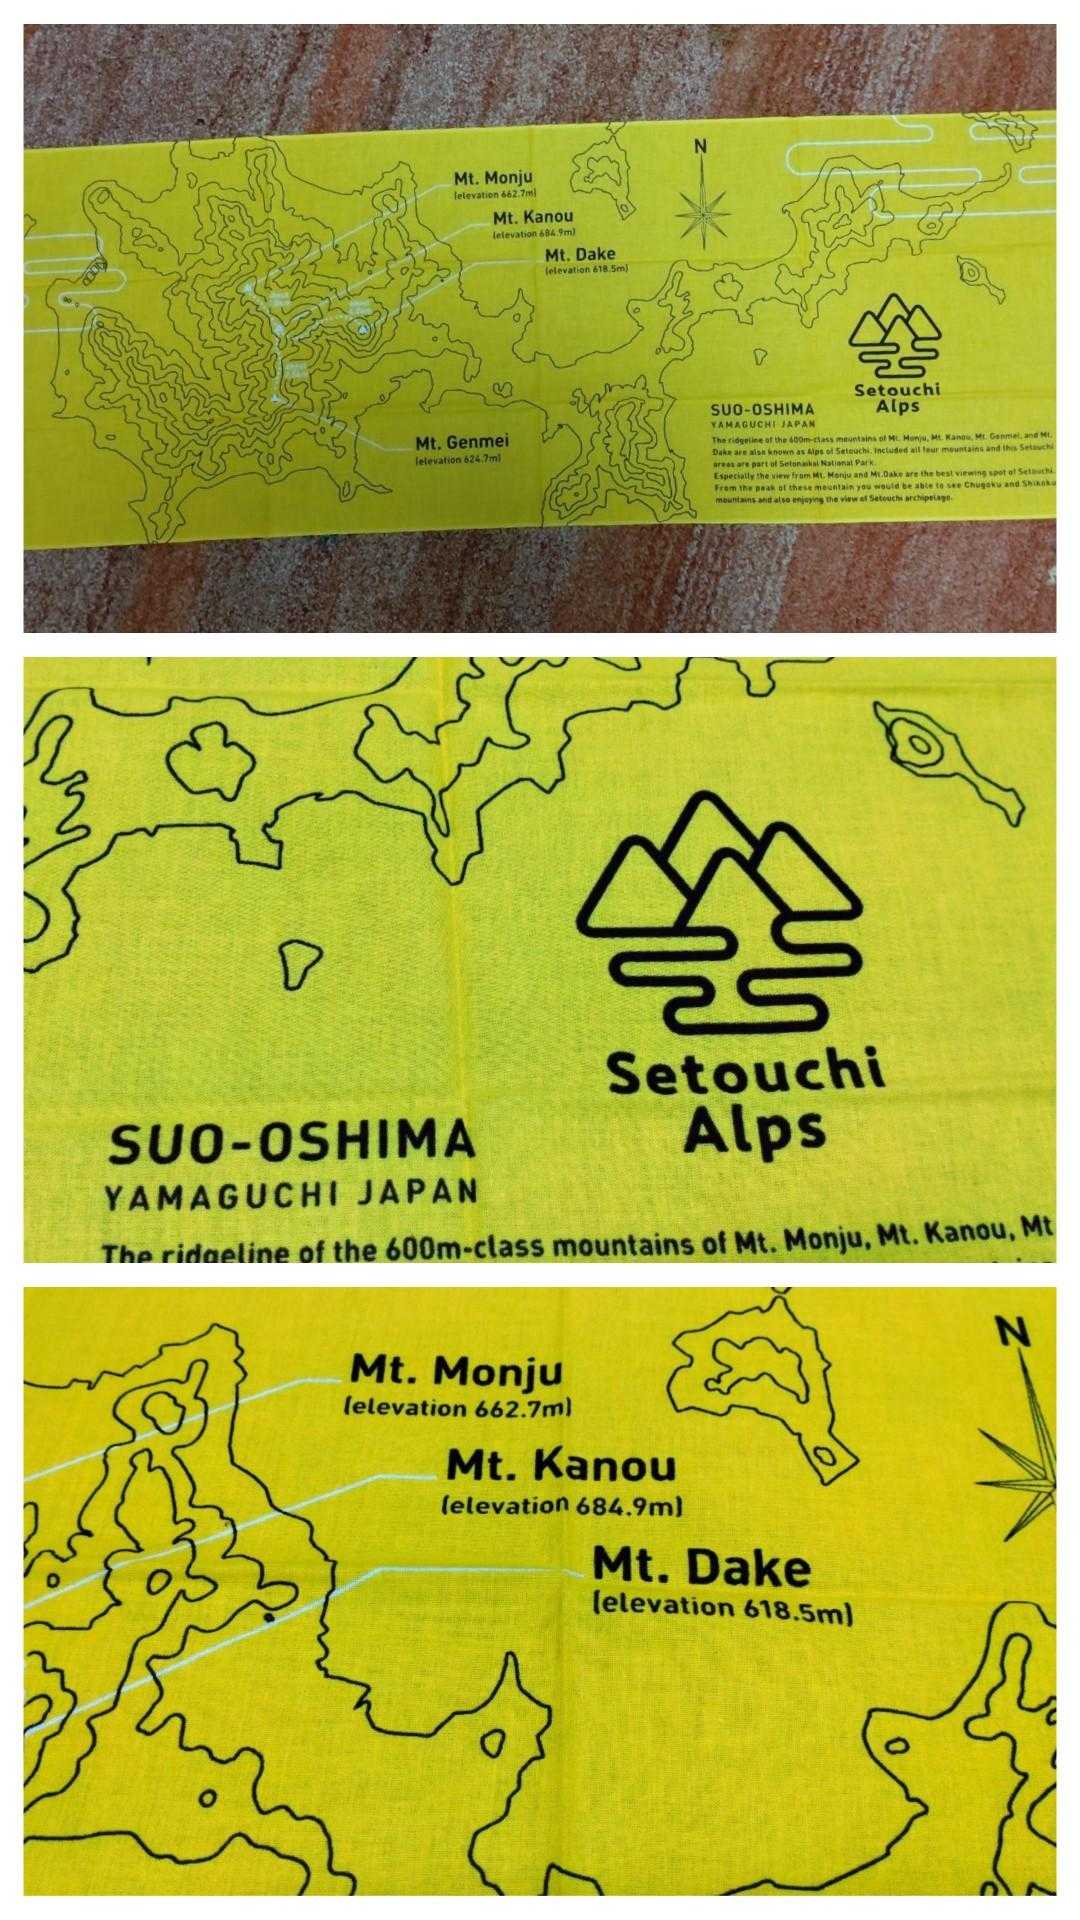 Mt. Monju
(elevation 662.7m)
Mt. Kanou
(elevation 684.9m)
Mt. Dake
(elevation 618.5m)
N
Mt. Genmei
(elevation 624.7m)
Setouchi
Alps
SUO-OSHIMA
YAMAGUCHI JAPAN
The ridgeline of the 600m-class mountains of Mt. Monju, Mt. Kanou, Mt. Genmei, and Mt.
Dake are also known as Alps of Setouchi. Included all four mountains and this Setouchi
areas are part of Setonaikai National Park.
Especially the view from Mt. Monju and Mt.Dake are the best viewing spot of Setouchi.
From the peak of these mountain you would be able to see Chugoku and Shikoku
mountains and also enjoying the view of Setouchi archipelago.
Setouchi
Alps
SUO-OSHIMA
YAMAGUCHI JAPAN
The ridgeline of the 600m-class mountains of Mt. Monju, Mt. Kanou, Mt
Mt. Monju
(elevation 662.7m)
N
Mt. Kanou
(elevation 684.9m)
Mt. Dake
(elevation 618.5m)